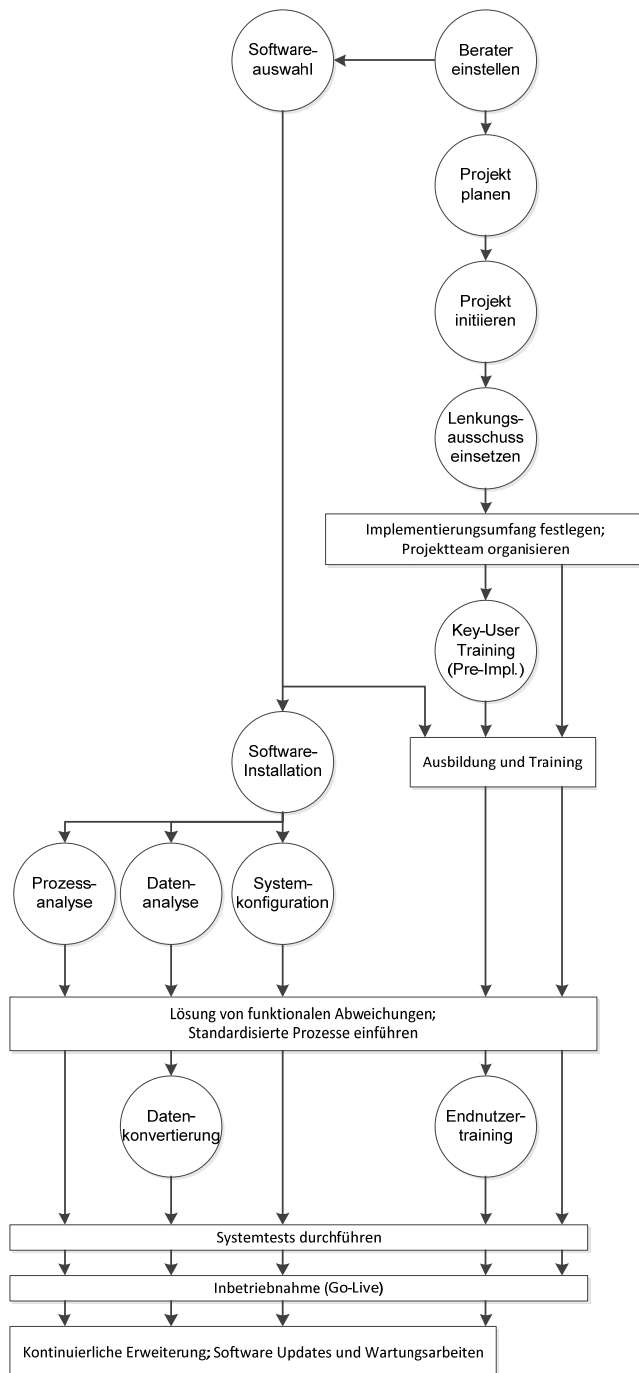 Software-
auswahl
Berater
einstellen
Projekt
planen
Projekt
initiieren
Lenkungs-
ausschuss
einsetzen
Implementierungsumfang festlegen;
Projektteam organisieren
Key-User
Training
(Pre-Impl.)
Software-
Installation
Ausbildung und Training
Prozess-
analyse
Daten-
analyse
System-
konfiguration
Lösung von funktionalen Abweichungen;
Standardisierte Prozesse einführen
Daten-
konvertierung
Endnutzer-
training
Systemtests durchführen
Inbetriebnahme (Go-Live)
Kontinuierliche Erweiterung; Software Updates und Wartungsarbeiten